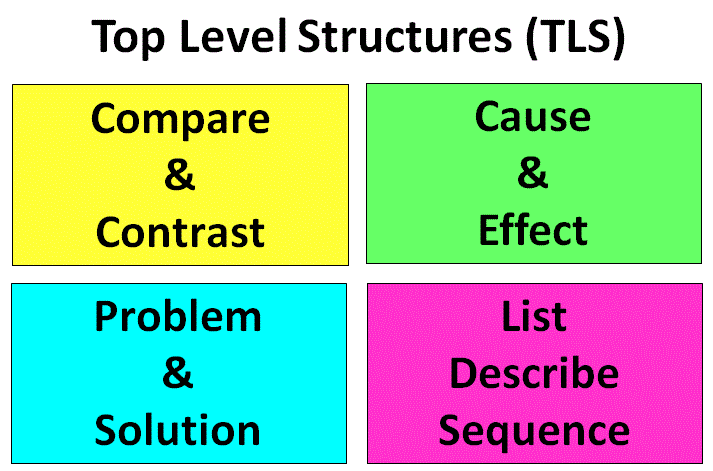 Top Level Structures (TLS)
Compare
&
Contrast
Cause
&
Effect
Problem
&
Solution
List
Describe
Sequence